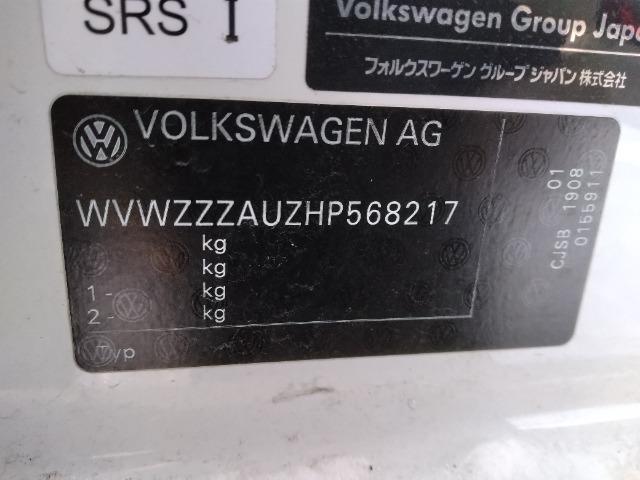 SRS I
Volkswagen Group Japa
フォルクスワーゲン グループ ジャパン 株式会社
VOLKSWAGEN AG
WVWZZZAUZHP568217
kg
kg
1 - kg
2 - kg
Typ
01
CJSB 1908
0155911